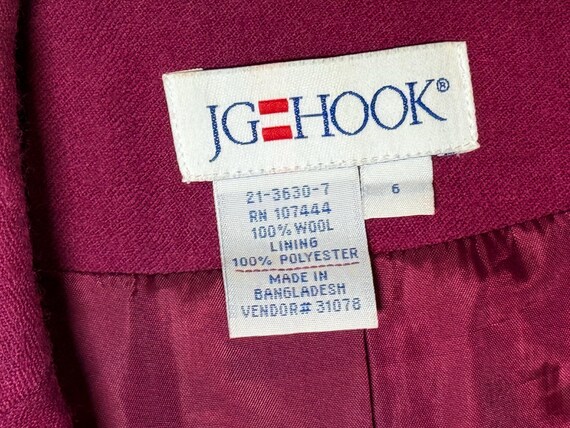 JG HOOK®
21-3630-7
RN 107444
100% WOOL
LINING
100% POLYESTER
MADE IN
BANGLADESH
VENDOR# 31078
6